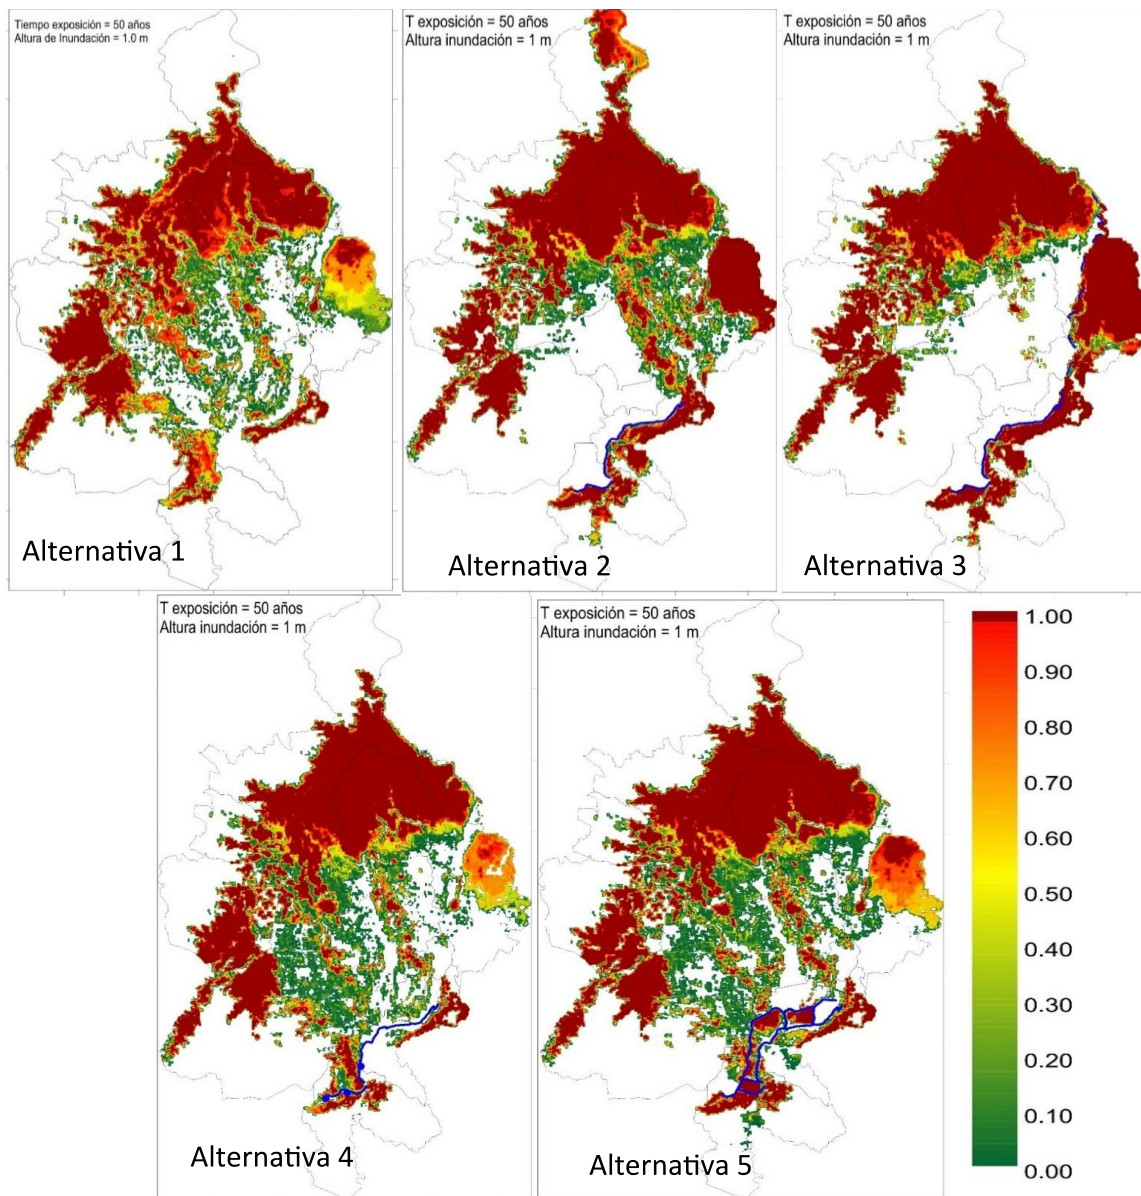 Tiempo exposición = 50 años
Altura de Inundación = 1.0 m
T exposición = 50 años
Altura inundación = 1 m
T exposición = 50 años
Altura inundación = 1 m
Alternativa 1
Alternativa 2
Alternativa 3
T exposición = 50 años
Altura inundación = 1 m
T exposición = 50 años
Altura inundación = 1 m
1.00
0.90
0.80
0.70
0.60
0.50
0.40
0.30
0.20
0.10
0.00
Alternativa 4
Alternativa 5